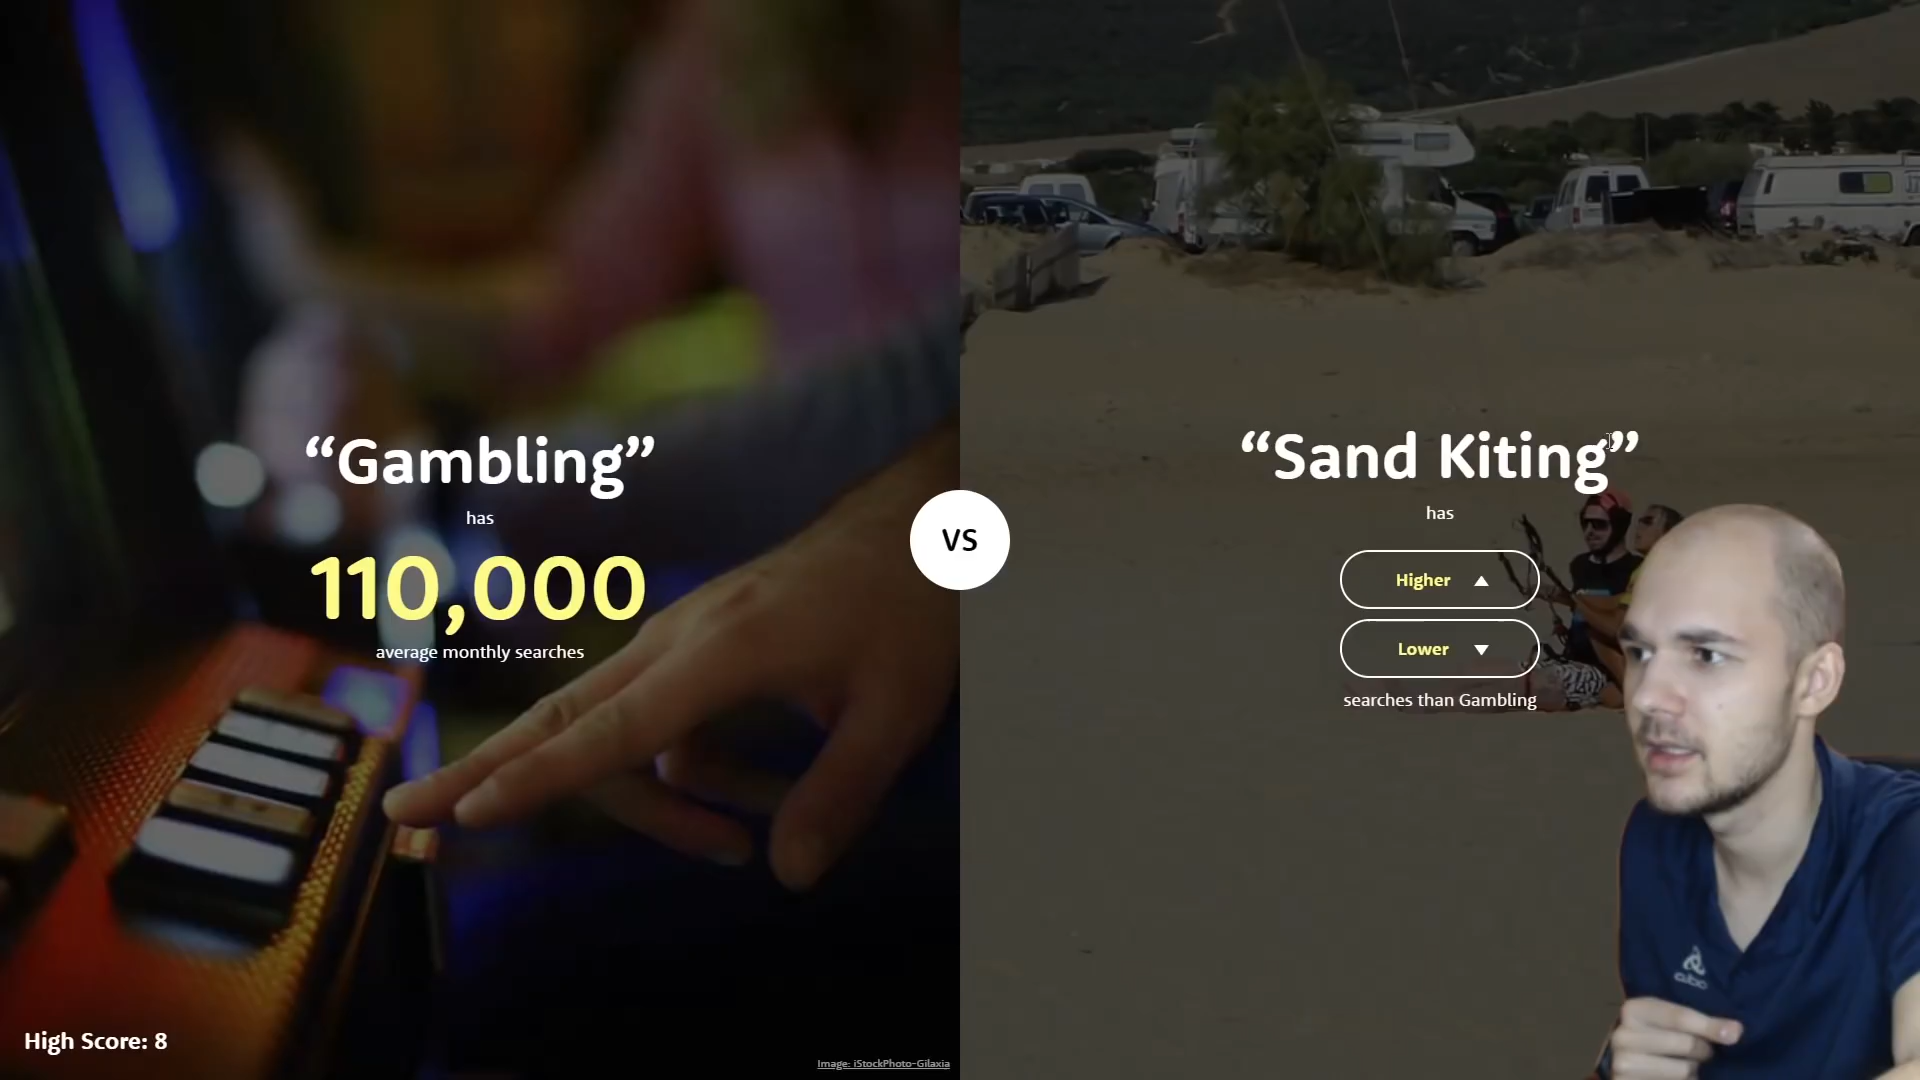 “Gambling”
has
110,000
average monthly searches
VS
“Sand Kiting”
has
Higher ▲
Lower ▼
searches than Gambling
High Score: 8
Image: iStockPhoto-Gilaxia